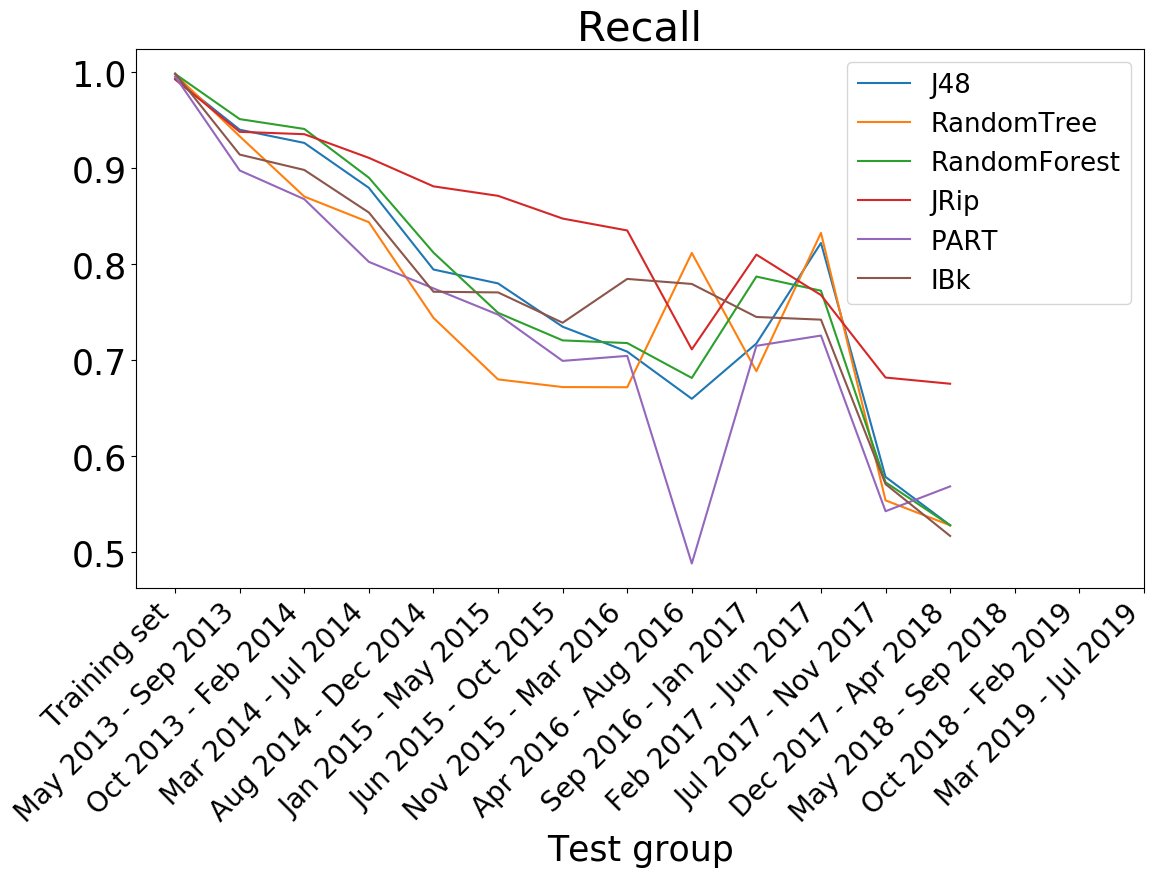 Recall
1.0
0.9
0.8
0.7
0.6
0.5
J48
RandomTree
RandomForest
JRip
PART
IBk
Training set
May 2013 - Sep 2013
Oct 2013 - Feb 2014
Mar 2014 - Jul 2014
Aug 2014 - Dec 2014
Jan 2015 - May 2015
Jun 2015 - Oct 2015
Nov 2015 - Mar 2016
Apr 2016 - Aug 2016
Sep 2016 - Jan 2017
Feb 2017 - Jun 2017
Jul 2017 - Nov 2017
Dec 2017 - Apr 2018
May 2018 - Sep 2018
Oct 2018 - Feb 2019
Mar 2019 - Jul 2019
Test group